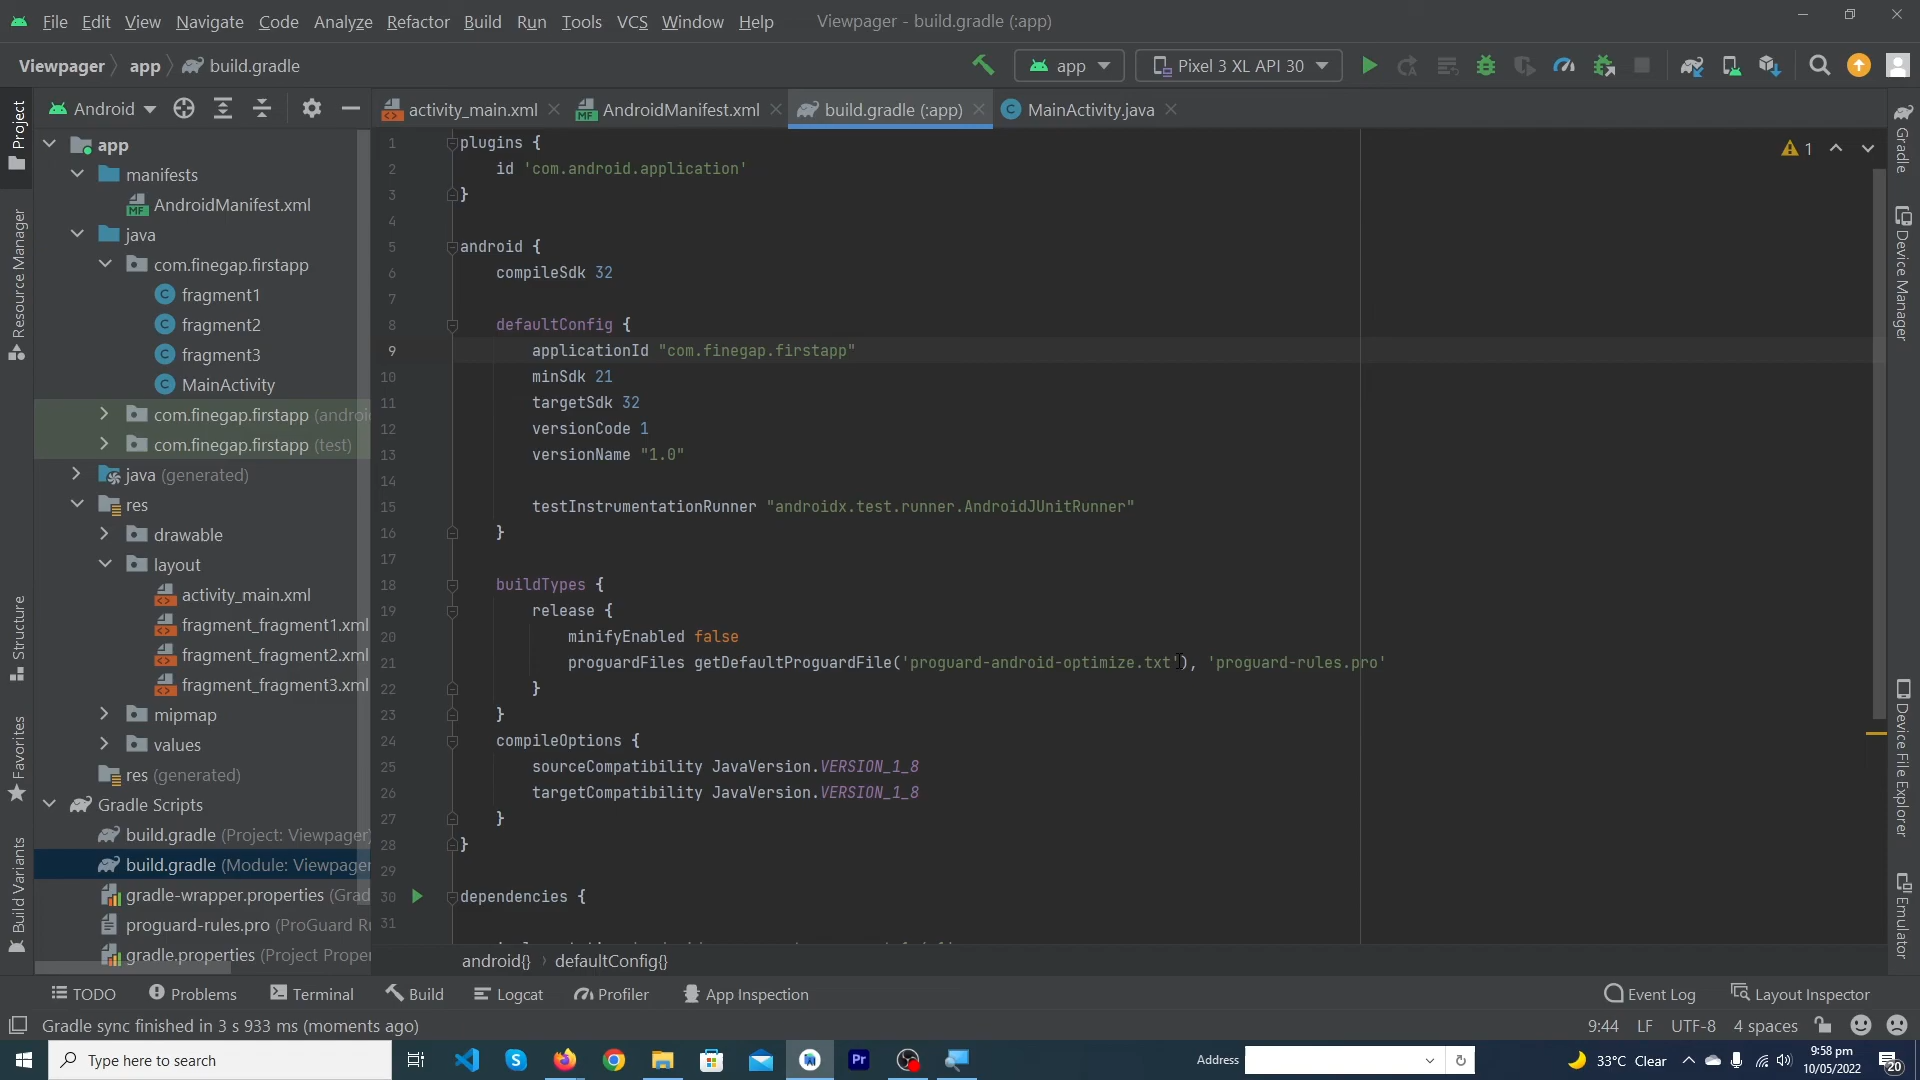 File Edit View Navigate Code Analyze Refactor Build Run Tools VCS Window Help Viewpager - build.gradle (:app)
Viewpager app build.gradle app Pixel 3 XL API 30
Android activity_main.xml AndroidManifest.xml build.gradle (:app) MainActivity.java
Project
Resource Manager
Structure
Favorites
Build Variants
app
manifests
AndroidManifest.xml
java
com.finegap.firstapp
fragment1
fragment2
fragment3
MainActivity
com.finegap.firstapp (androi
com.finegap.firstapp (test)
java (generated)
res
drawable
layout
activity_main.xml
fragment_fragment1.xml
fragment_fragment2.xml
fragment_fragment3.xml
mipmap
values
res (generated)
Gradle Scripts
build.gradle (Project: Viewpager)
build.gradle (Module: Viewpager
gradle-wrapper.properties (Grad
proguard-rules.pro (ProGuard Ru
gradle.properties (Project Proper
1 plugins {
2 id 'com.android.application'
3 }
4
5 android {
6 compileSdk 32
7
8 defaultConfig {
9 applicationId "com.finegap.firstapp"
10 minSdk 21
11 targetSdk 32
12 versionCode 1
13 versionName "1.0"
14
15 testInstrumentationRunner "androidx.test.runner.AndroidJUnitRunner"
16 }
17
18 buildTypes {
19 release {
20 minifyEnabled false
21 proguardFiles getDefaultProguardFile('proguard-android-optimize.txt'), 'proguard-rules.pro'
22 }
23 }
24 compileOptions {
25 sourceCompatibility JavaVersion.VERSION_1_8
26 targetCompatibility JavaVersion.VERSION_1_8
27 }
28 }
29
30 dependencies {
31
1
Gradle
Device Manager
Device File Explorer
Emulator
android{} defaultConfig{}
TODO Problems Terminal Build Logcat Profiler App Inspection Event Log Layout Inspector
Gradle sync finished in 3 s 933 ms (moments ago) 9:44 LF UTF-8 4 spaces
Type here to search Address 33°C Clear 9:58 pm
10/05/2022 20